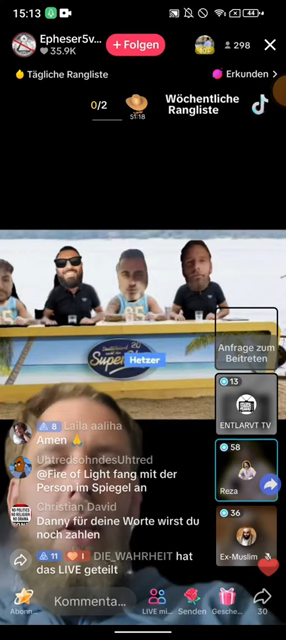 15:13
44
Epheser5v...
35.9K
+ Folgen
298
Tägliche Rangliste
Erkunden >
0/2
51:18
Wöchentliche
Rangliste
Hetzer
Anfrage zum
Beitreten
13
ENTLARVT TV
58
Reza
36
Ex-Muslim
8 Laila aaliha
Amen 🙏
UhtredsohndesUhtred
@Fire of Light fang mit der
Person im Spiegel an
Christian David
Danny für deine Worte wirst du
noch zahlen
11 1 DIE_WAHRHEIT hat
das LIVE geteilt
Abonn...
Kommenta...
LIVE mi...
Senden
Gesche...
30